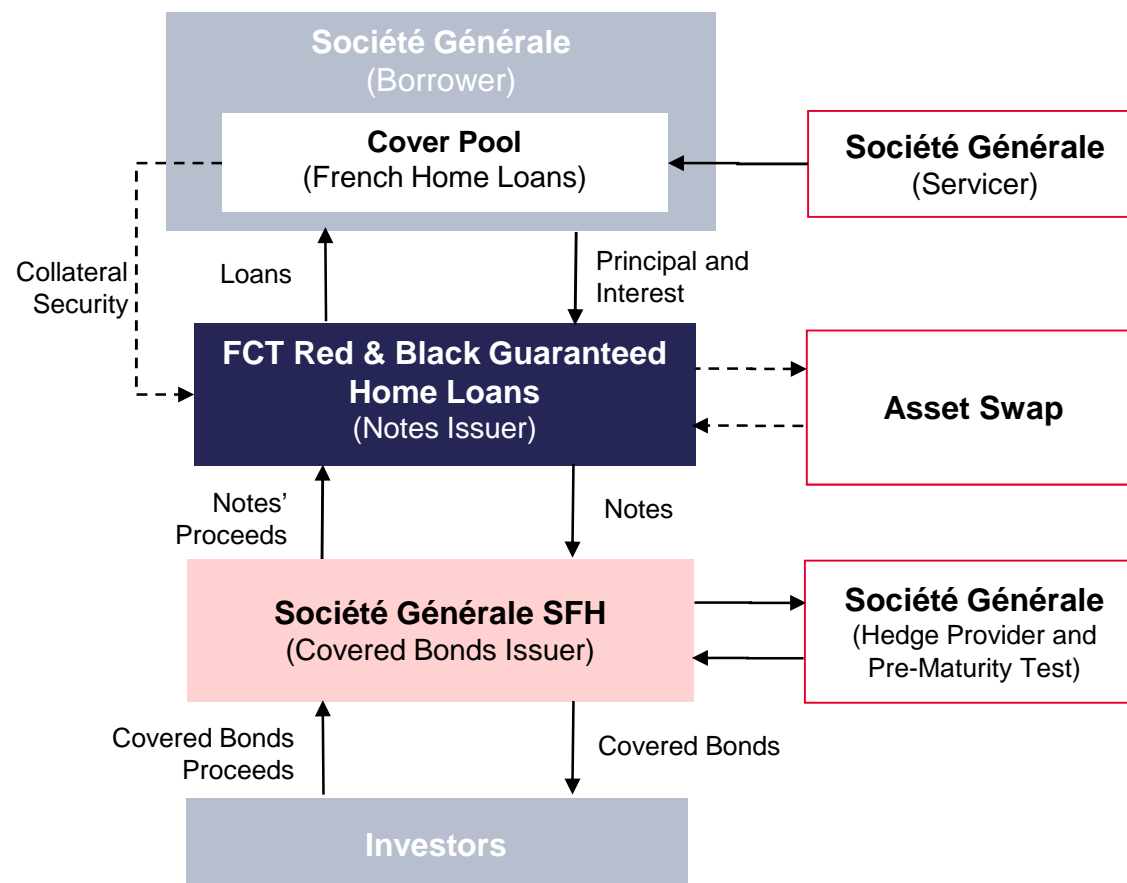 Société Générale
(Borrower)
Cover Pool
(French Home Loans)
Société Générale
(Servicer)
Collateral
Security
Loans
Principal and
Interest
FCT Red & Black Guaranteed
Home Loans
(Notes Issuer)
Asset Swap
Notes’
Proceeds
Notes
Société Générale SFH
(Covered Bonds Issuer)
Société Générale
(Hedge Provider and
Pre-Maturity Test)
Covered Bonds
Proceeds
Covered Bonds
Investors